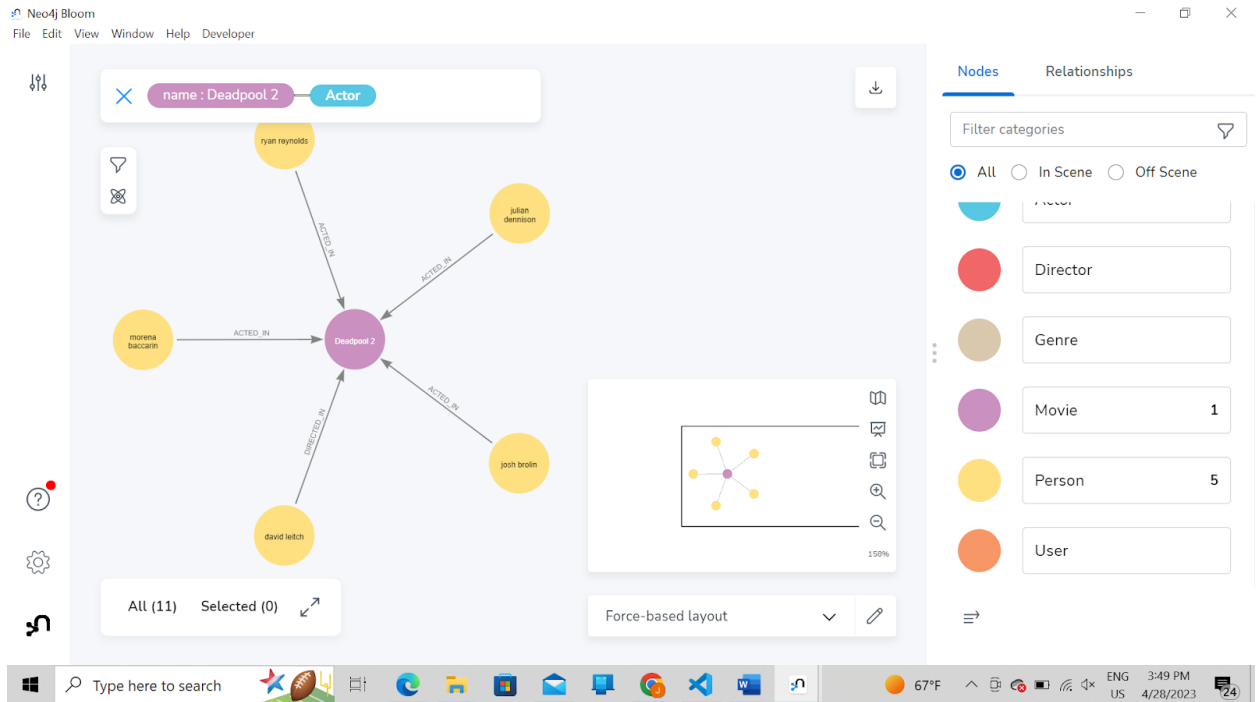 Neo4j Bloom
File Edit View Window Help Developer
name : Deadpool 2 Actor
ryan reynolds
julian
dennison
morena
baccarin
Deadpool 2
josh brolin
david leitch
ACTED_IN
ACTED_IN
ACTED_IN
ACTED_IN
DIRECTED_IN
All (11) Selected (0)
150%
Force-based layout
Nodes Relationships
Filter categories
All In Scene Off Scene
Actor
Director
Genre
Movie 1
Person 5
User
Type here to search
67°F
ENG
US
3:49 PM
4/28/2023
24